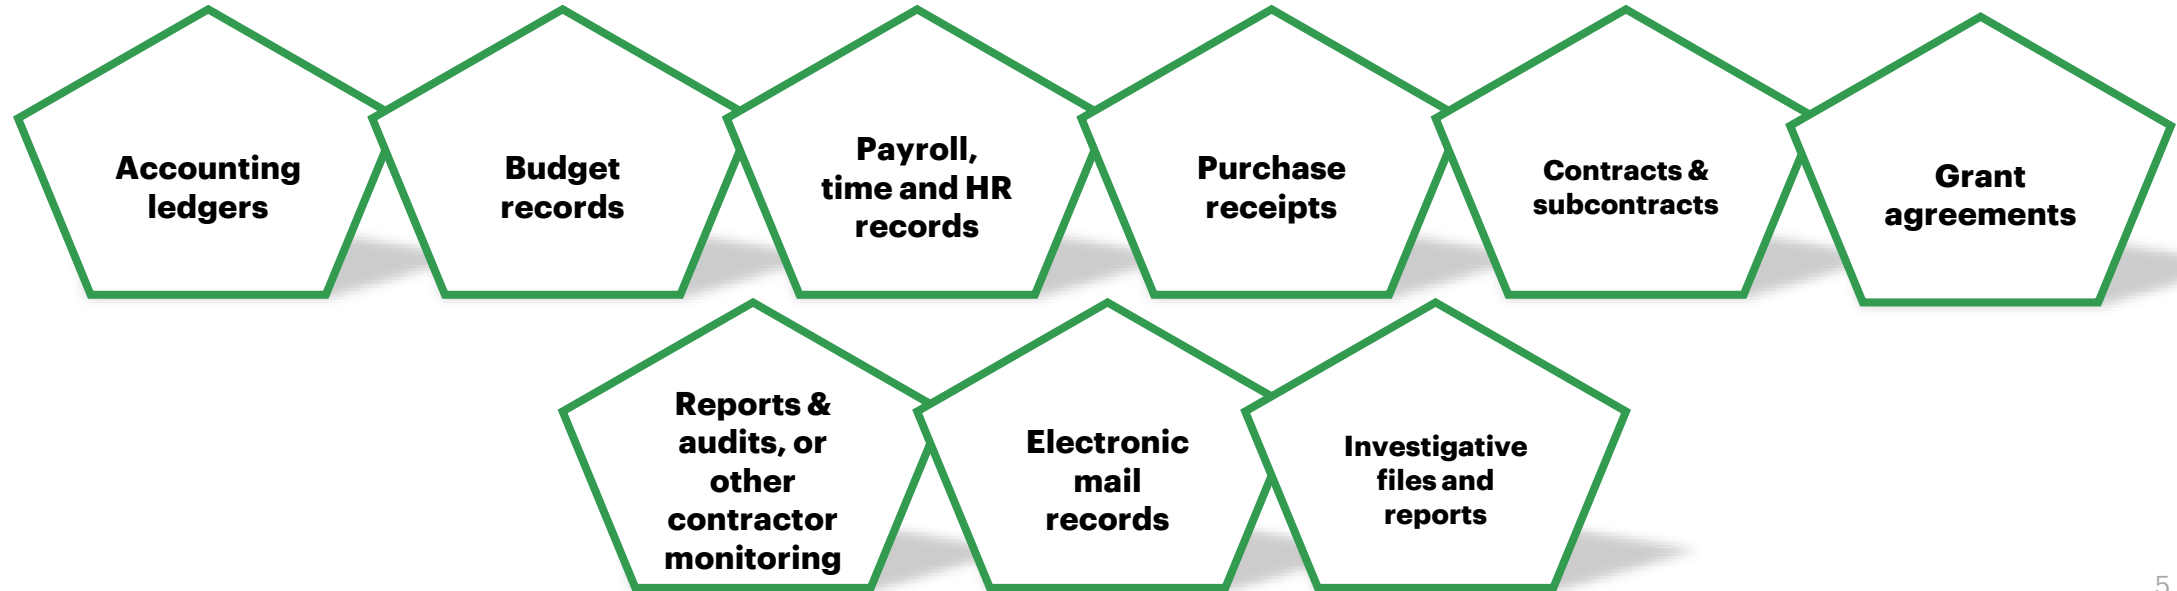 Accounting
ledgers
Budget
records
Payroll,
time and HR
records
Purchase
receipts
Contracts &
subcontracts
Grant
agreements
Reports &
audits, or
other
contractor
monitoring
Electronic
mail
records
Investigative
files and
reports
5